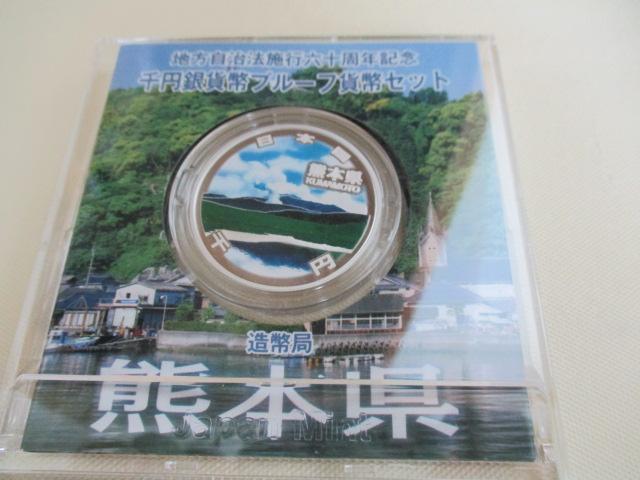 地方自治法施行六十周年記念
千円銀貨幣プルーフ貨幣セット
日本国
熊本県
KUMAMOTO
千円
造幣局
熊本県
Japan Mint